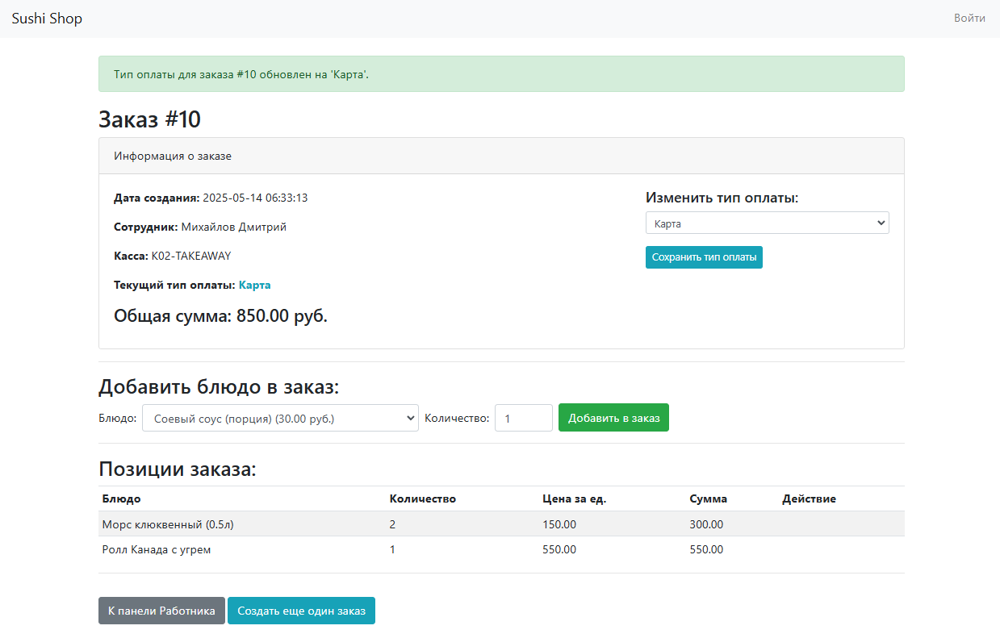 Sushi Shop
Войти
Тип оплаты для заказа #10 обновлен на 'Карта'.
Заказ #10
Информация о заказе
Дата создания: 2025-05-14 06:33:13
Сотрудник: Михайлов Дмитрий
Касса: K02-TAKEAWAY
Текущий тип оплаты: Карта
Общая сумма: 850.00 руб.
Изменить тип оплаты:
Карта
Сохранить тип оплаты
Добавить блюдо в заказ:
Блюдо: Соевый соус (порция) (30.00 руб.) Количество: 1 Добавить в заказ
Позиции заказа:
Блюдо Количество Цена за ед. Сумма Действие
Морс клюквенный (0.5л) 2 150.00 300.00
Ролл Канада с угрем 1 550.00 550.00
К панели Работника Создать еще один заказ